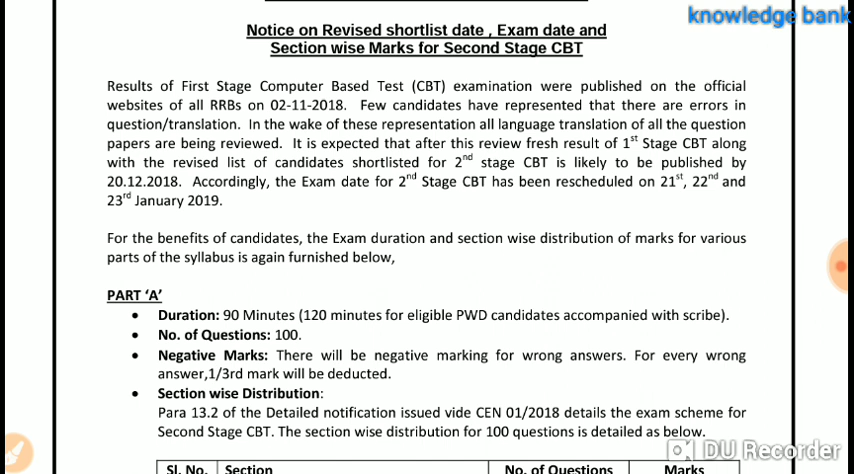 knowledge bank
Notice on Revised shortlist date , Exam date and
Section wise Marks for Second Stage CBT
Results of First Stage Computer Based Test (CBT) examination were published on the official
websites of all RRBs on 02-11-2018. Few candidates have represented that there are errors in
question/translation. In the wake of these representation all language translation of all the question
papers are being reviewed. It is expected that after this review fresh result of 1st Stage CBT along
with the revised list of candidates shortlisted for 2nd stage CBT is likely to be published by
20.12.2018. Accordingly, the Exam date for 2nd Stage CBT has been rescheduled on 21st, 22nd and
23rd January 2019.
For the benefits of candidates, the Exam duration and section wise distribution of marks for various
parts of the syllabus is again furnished below,
PART ‘A’
• Duration: 90 Minutes (120 minutes for eligible PWD candidates accompanied with scribe).
• No. of Questions: 100.
• Negative Marks: There will be negative marking for wrong answers. For every wrong
answer,1/3rd mark will be deducted.
• Section wise Distribution:
Para 13.2 of the Detailed notification issued vide CEN 01/2018 details the exam scheme for
Second Stage CBT. The section wise distribution for 100 questions is detailed as below.
DU Recorder
Sl. No. Section No. of Questions Marks